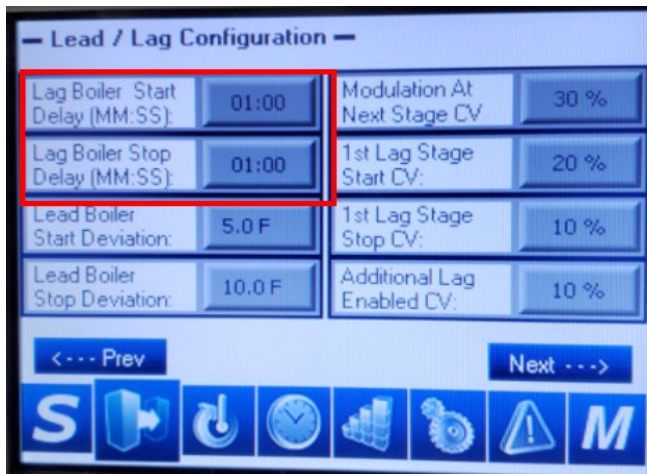 — Lead / Lag Configuration —
Lag Boiler Start
Delay (MM:SS):
01:00
Modulation At
Next Stage CV
30 %
Lag Boiler Stop
Delay (MM:SS):
01:00
1st Lag Stage
Start CV:
20 %
Lead Boiler
Start Deviation:
5.0 F
1st Lag Stage
Stop CV:
10 %
Lead Boiler
Stop Deviation:
10.0 F
Additional Lag
Enabled CV:
10 %
<--- Prev
Next --->
S
M